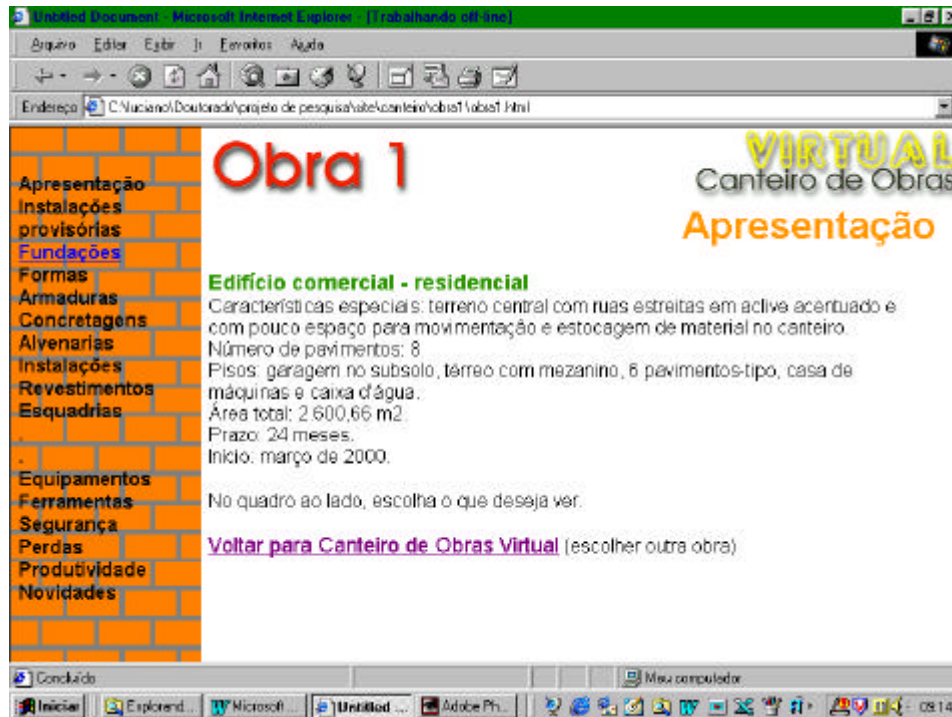 Untitled Document - Microsoft Internet Explorer - [Trabalhando off-line]
Arquivo Editar Exibir Ir Favoritos Ajuda
Endereço C:\luciano\Doutorado\projeto de pesquisa\site\canteiro\obra1\obra1.html
Apresentação
Instalações
provisórias
Fundações
Formas
Armaduras
Concretagens
Alvenarias
Instalações
Revestimentos
Esquadrias
.
.
Equipamentos
Ferramentas
Segurança
Perdas
Produtividade
Novidades
Obra 1
VIRTUAL
Canteiro de Obras
Apresentação
Edifício comercial - residencial
Características especiais: terreno central com ruas estreitas em aclive acentuado e
com pouco espaço para movimentação e estocagem de material no canteiro.
Número de pavimentos: 8
Pisos: garagem no subsolo, térreo com mezanino, 6 pavimentos-tipo, casa de
máquinas e caixa d'água.
Área total: 2.600,66 m2.
Prazo: 24 meses.
Início: março de 2000.
No quadro ao lado, escolha o que deseja ver.
Voltar para Canteiro de Obras Virtual (escolher outra obra)
Concluído
Meu computador
Iniciar Explorend... Microsoft ... Untitled ... Adobe Ph...